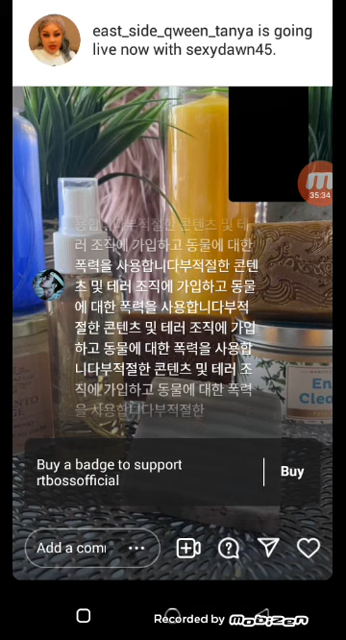 east_side_qween_tanya is going
live now with sexydawn45.
35:34
부적절한 콘텐츠 및 테
러 조직에 가입하고 동물에 대한
폭력을 사용합니다부적절한 콘텐
츠 및 테러 조직에 가입하고 동물
에 대한 폭력을 사용합니다부적
절한 콘텐츠 및 테러 조직에 가입
하고 동물에 대한 폭력을 사용합
니다부적절한 콘텐츠 및 테러 조
직에 가입하고 동물에 대한 폭력
을 사용합니다부적절한
En
Clea
Buy a badge to support
rtbossofficial
Buy
Add a com
Recorded by mobizen